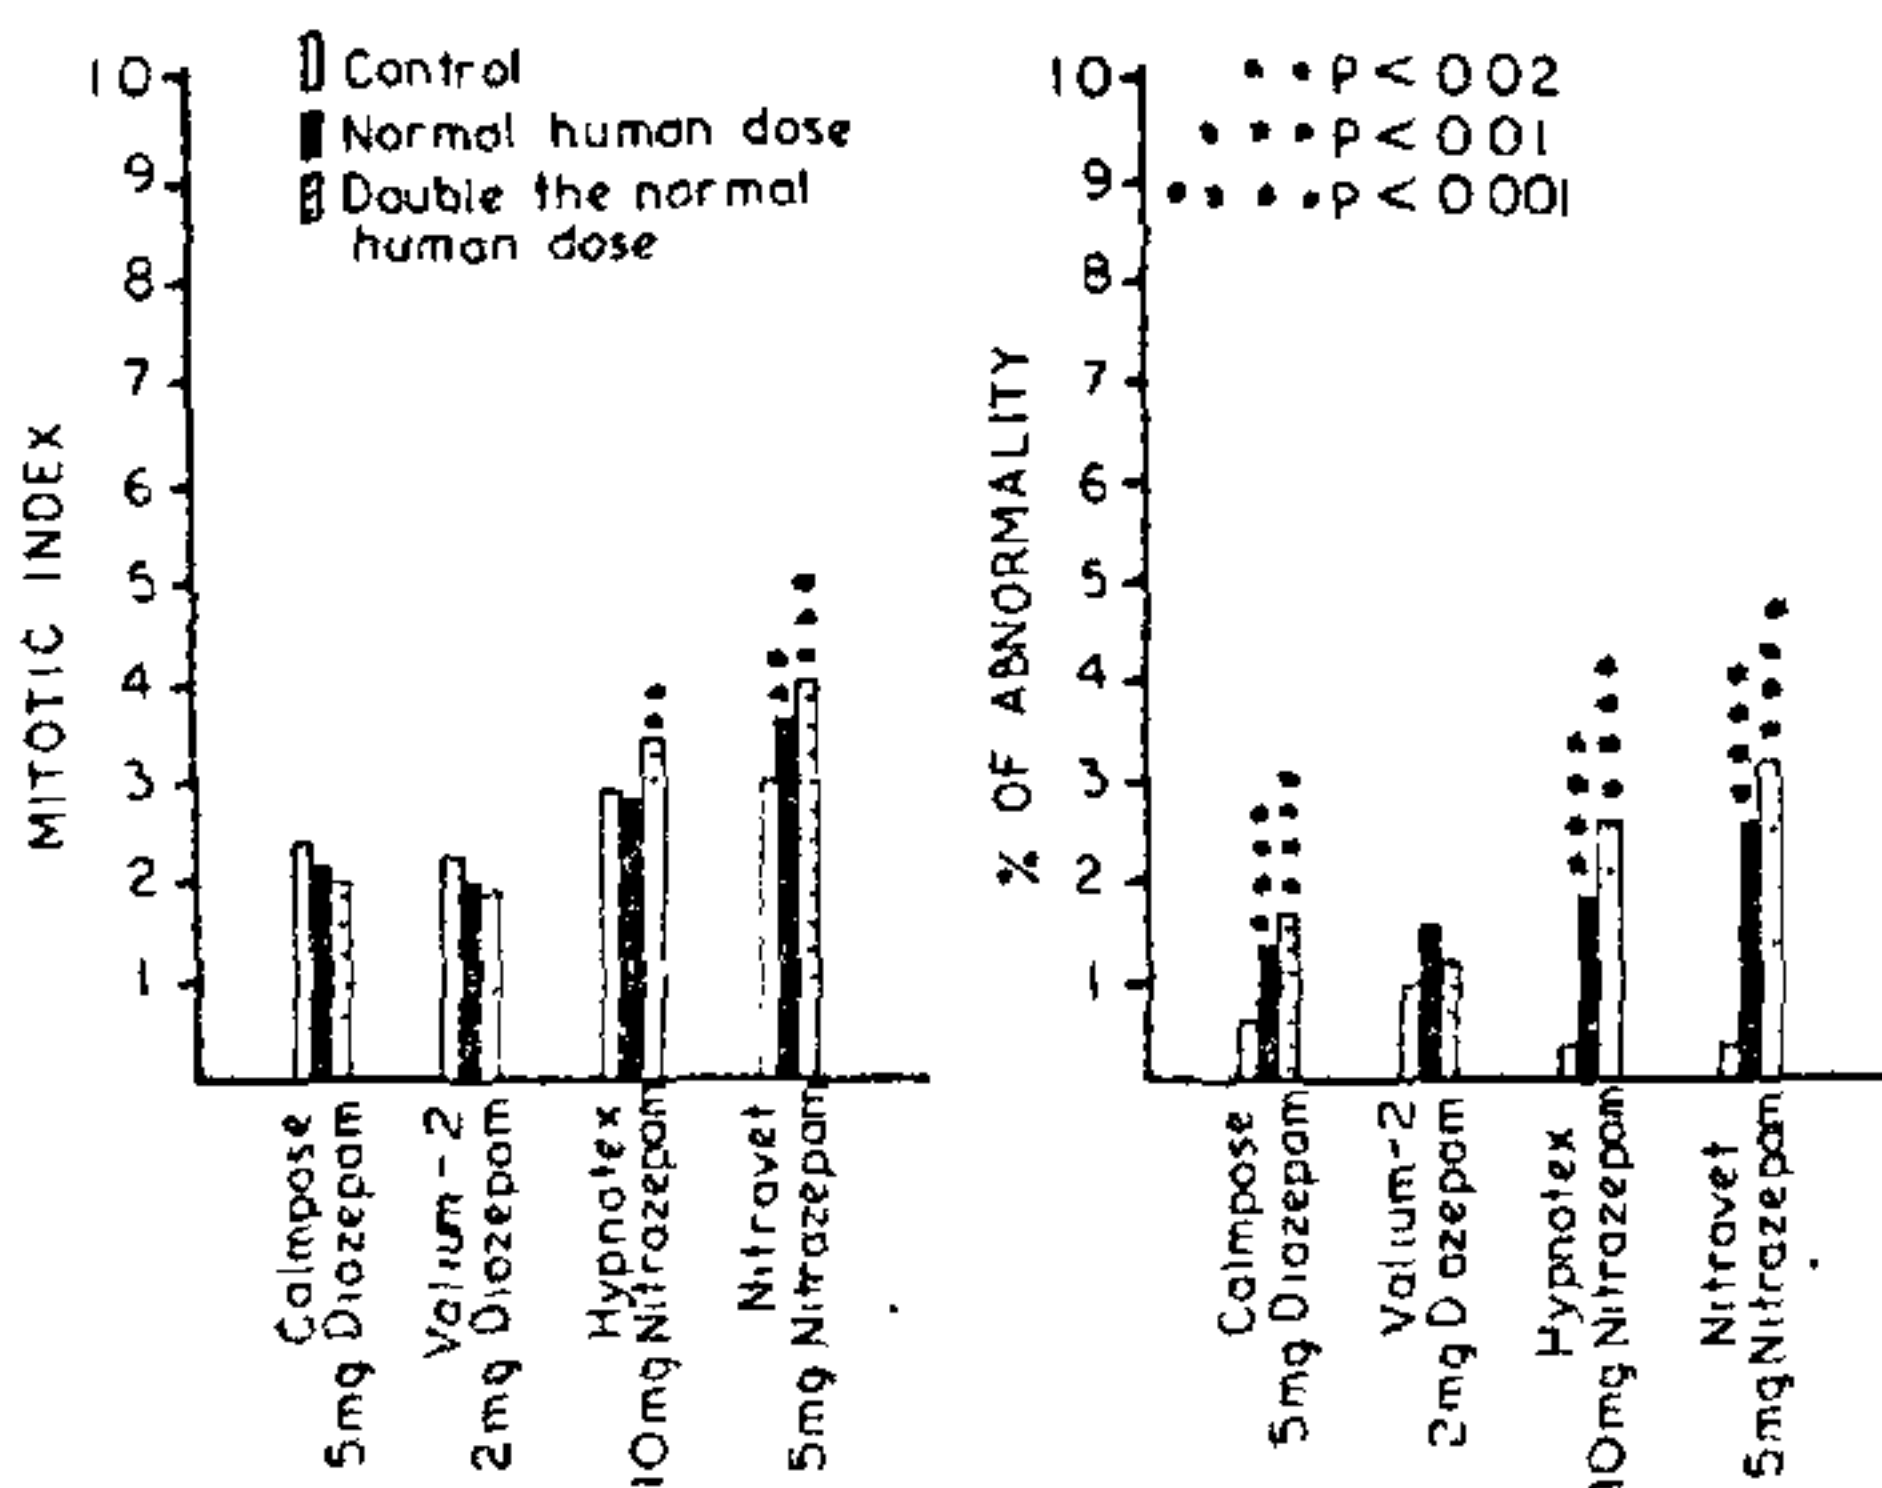 Control
Normal human dose
Double the normal
human dose
10
9
8
7
6
5
4
3
2
1
MITOTIC INDEX
Calmpose
5mg Diazepam
Valium-2
2mg Diazepam
Hypnotex
10mg Nitrazepam
Nitravet
5mg Nitrazepam
• • P < 0 02
• • • P < 0 01
• • • • P < 0 001
10
9
8
7
6
5
4
3
2
1
% OF ABNORMALITY
Calmpose
5mg Diazepam
Valium-2
2mg D azepam
Hypnotex
10mg Nitrazepam
Nitravet
5mg Nitrazepam